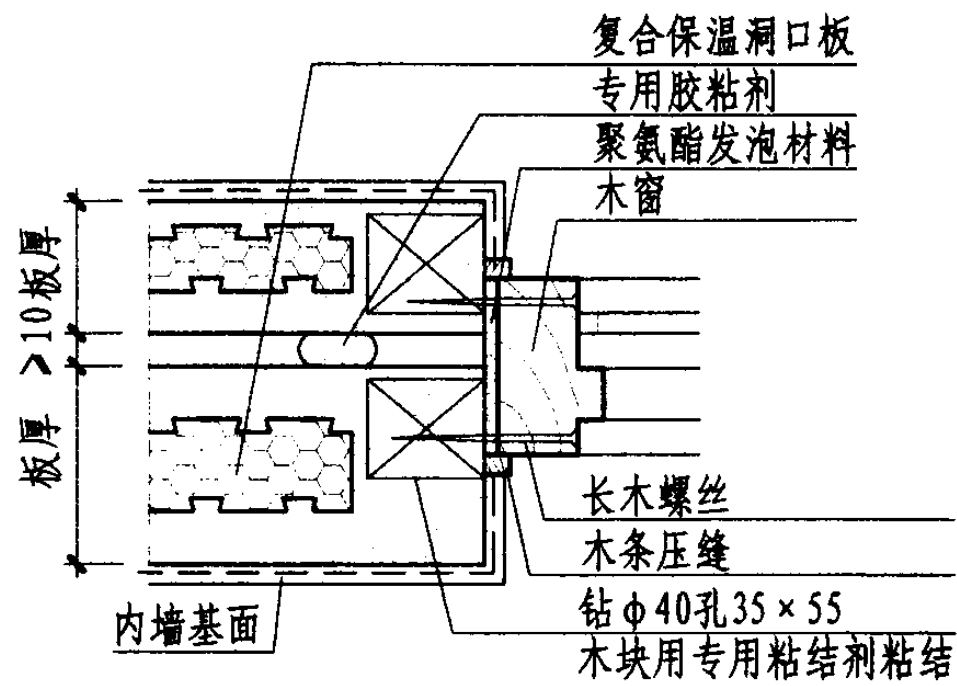 复合保温洞口板
专用胶粘剂
聚氨酯发泡材料
木窗
板厚 >10 板厚
长木螺丝
木条压缝
钻φ40孔35×55
木块用专用粘结剂粘结
内墙基面